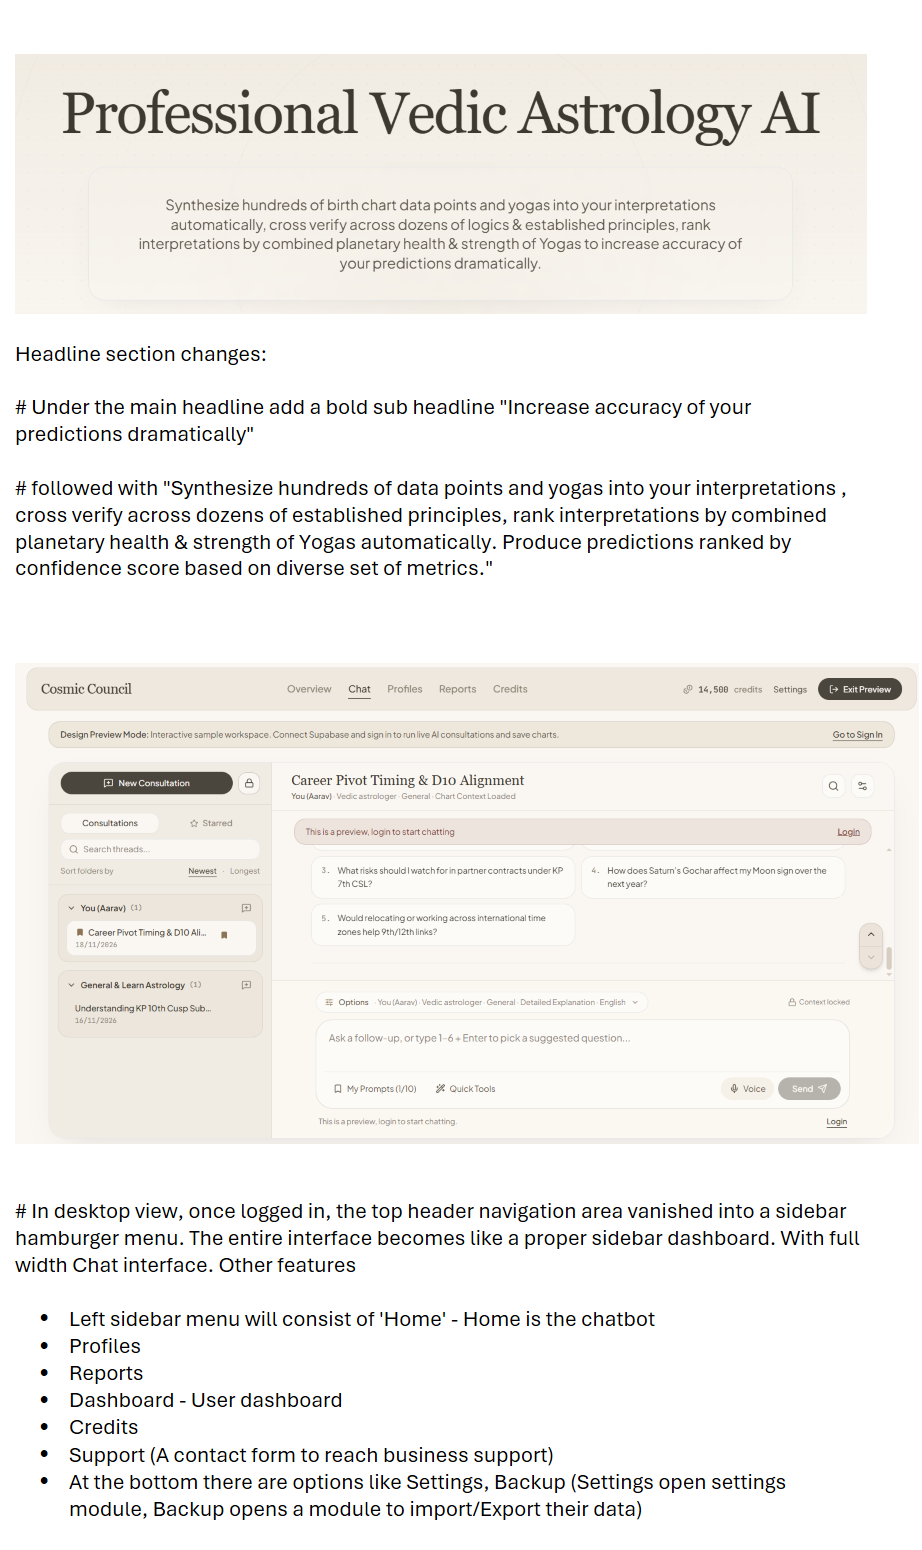 Professional Vedic Astrology AI
Synthesize hundreds of birth chart data points and yogas into your interpretations
automatically, cross verify across dozens of logics & established principles, rank
interpretations by combined planetary health & strength of Yogas to increase accuracy of
your predictions dramatically.
Headline section changes:
# Under the main headline add a bold sub headline "Increase accuracy of your
predictions dramatically"
# followed with "Synthesize hundreds of data points and yogas into your interpretations ,
cross verify across dozens of established principles, rank interpretations by combined
planetary health & strength of Yogas automatically. Produce predictions ranked by
confidence score based on diverse set of metrics."
Cosmic Council
Overview Chat Profiles Reports Credits
14,500 credits Settings Exit Preview
Design Preview Mode: Interactive sample workspace. Connect Supabase and sign in to run live AI consultations and save charts.
Go to Sign In
New Consultation
Consultations Starred
Search threads...
Sort folders by Newest · Longest
You (Aarav) (1)
Career Pivot Timing & D10 Ali...
18/11/2026
General & Learn Astrology (1)
Understanding KP 10th Cusp Sub...
16/11/2026
Career Pivot Timing & D10 Alignment
You (Aarav) · Vedic astrologer · General · Chart Context Loaded
This is a preview, login to start chatting
Login
3. What risks should I watch for in partner contracts under KP
7th CSL?
4. How does Saturn's Gochar affect my Moon sign over the
next year?
5. Would relocating or working across international time
zones help 9th/12th links?
Options · You (Aarav) · Vedic astrologer · General · Detailed Explanation · English
Context locked
Ask a follow-up, or type 1–6 + Enter to pick a suggested question...
My Prompts (1/10) Quick Tools
Voice Send
This is a preview, login to start chatting.
Login
# In desktop view, once logged in, the top header navigation area vanished into a sidebar
hamburger menu. The entire interface becomes like a proper sidebar dashboard. With full
width Chat interface. Other features
• Left sidebar menu will consist of 'Home' - Home is the chatbot
• Profiles
• Reports
• Dashboard - User dashboard
• Credits
• Support (A contact form to reach business support)
• At the bottom there are options like Settings, Backup (Settings open settings
module, Backup opens a module to import/Export their data)